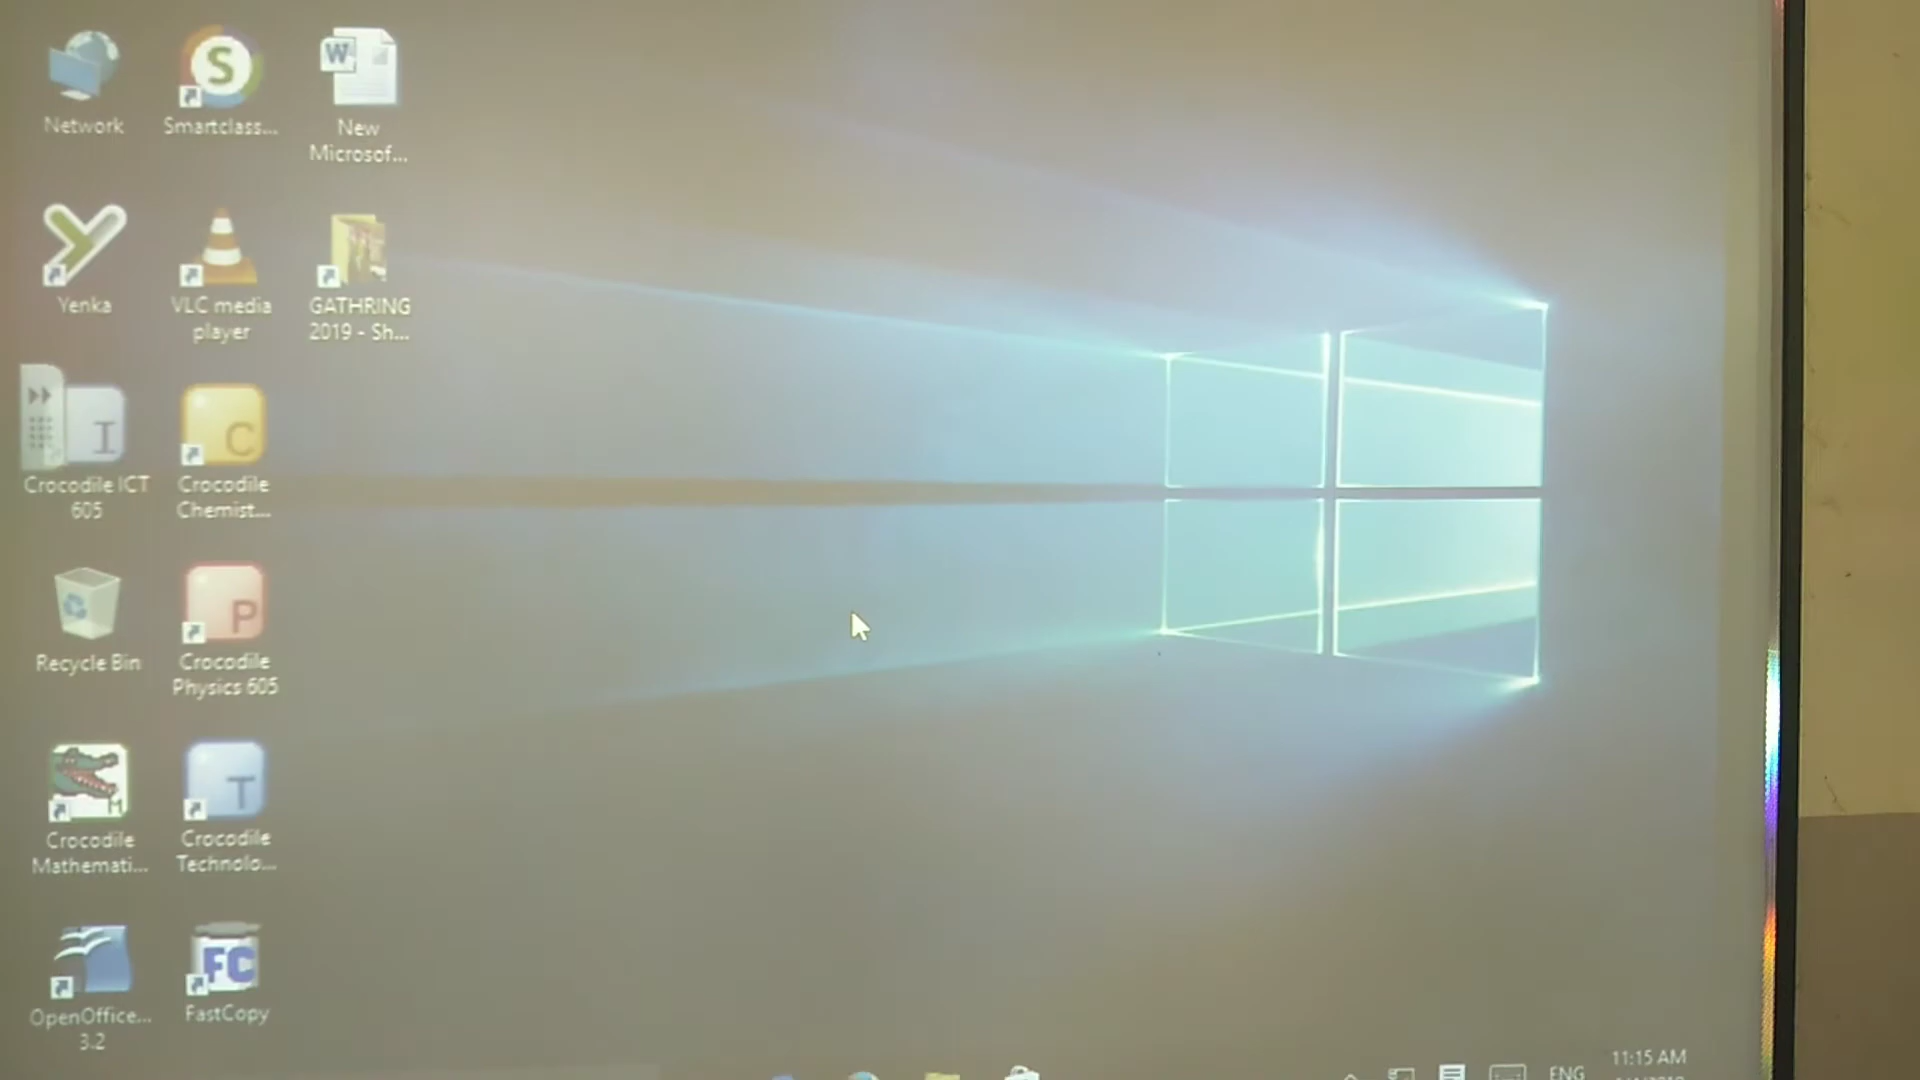 Network
Smartclass...
New
Microsof...
Yenka
VLC media
player
GATHRING
2019 - Sh...
Crocodile ICT
605
Crocodile
Chemist...
Recycle Bin
Crocodile
Physics 605
Crocodile
Mathemati...
Crocodile
Technolo...
OpenOffice...
3.2
FastCopy
S
W
I
C
P
M
T
FC
ENG
11:15 AM